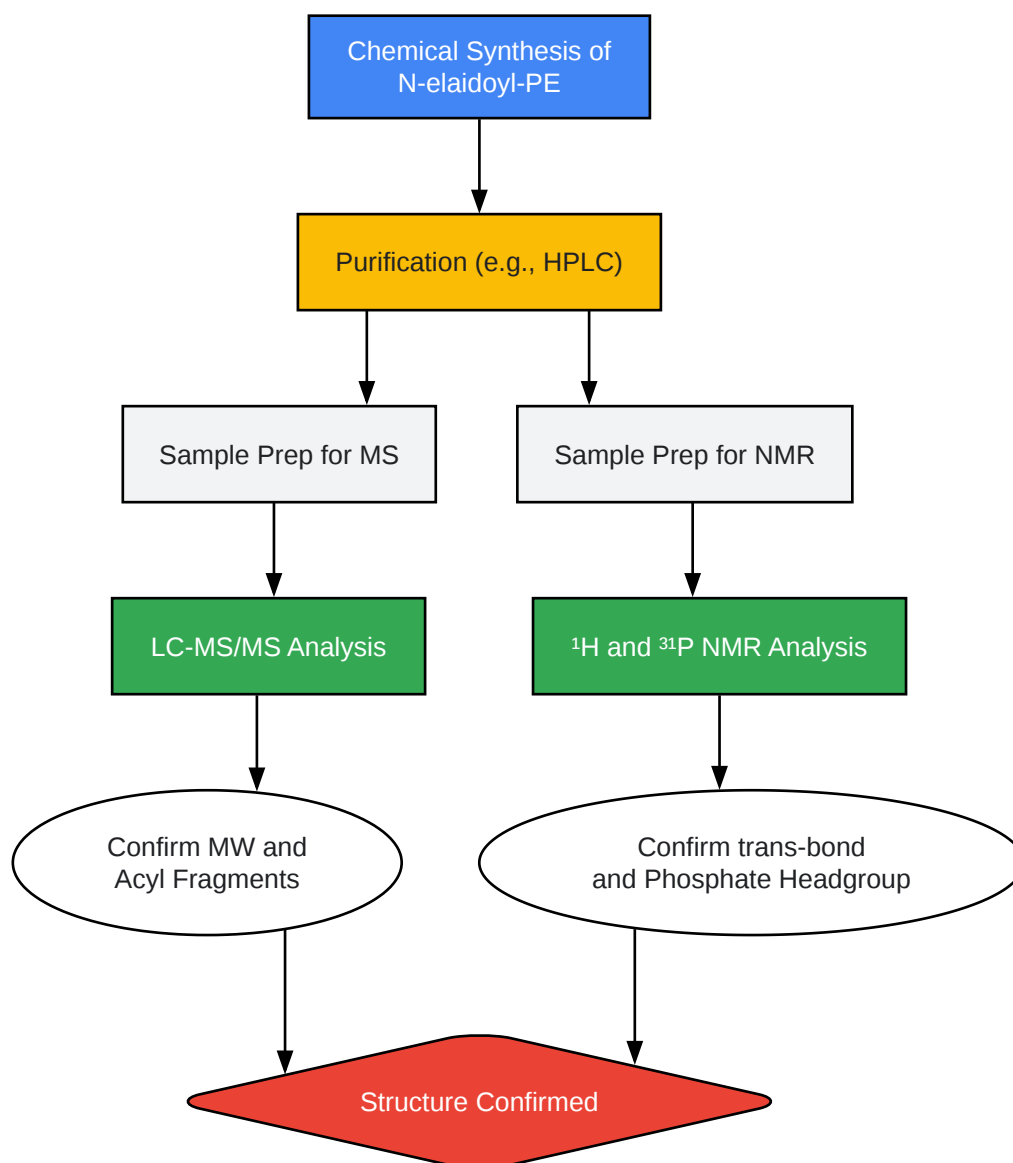 Chemical Synthesis of
N-elaidoyl-PE
Purification (e.g., HPLC)
Sample Prep for MS
Sample Prep for NMR
LC-MS/MS Analysis
¹H and ³¹P NMR Analysis
Confirm MW and
Acyl Fragments
Confirm trans-bond
and Phosphate Headgroup
Structure Confirmed